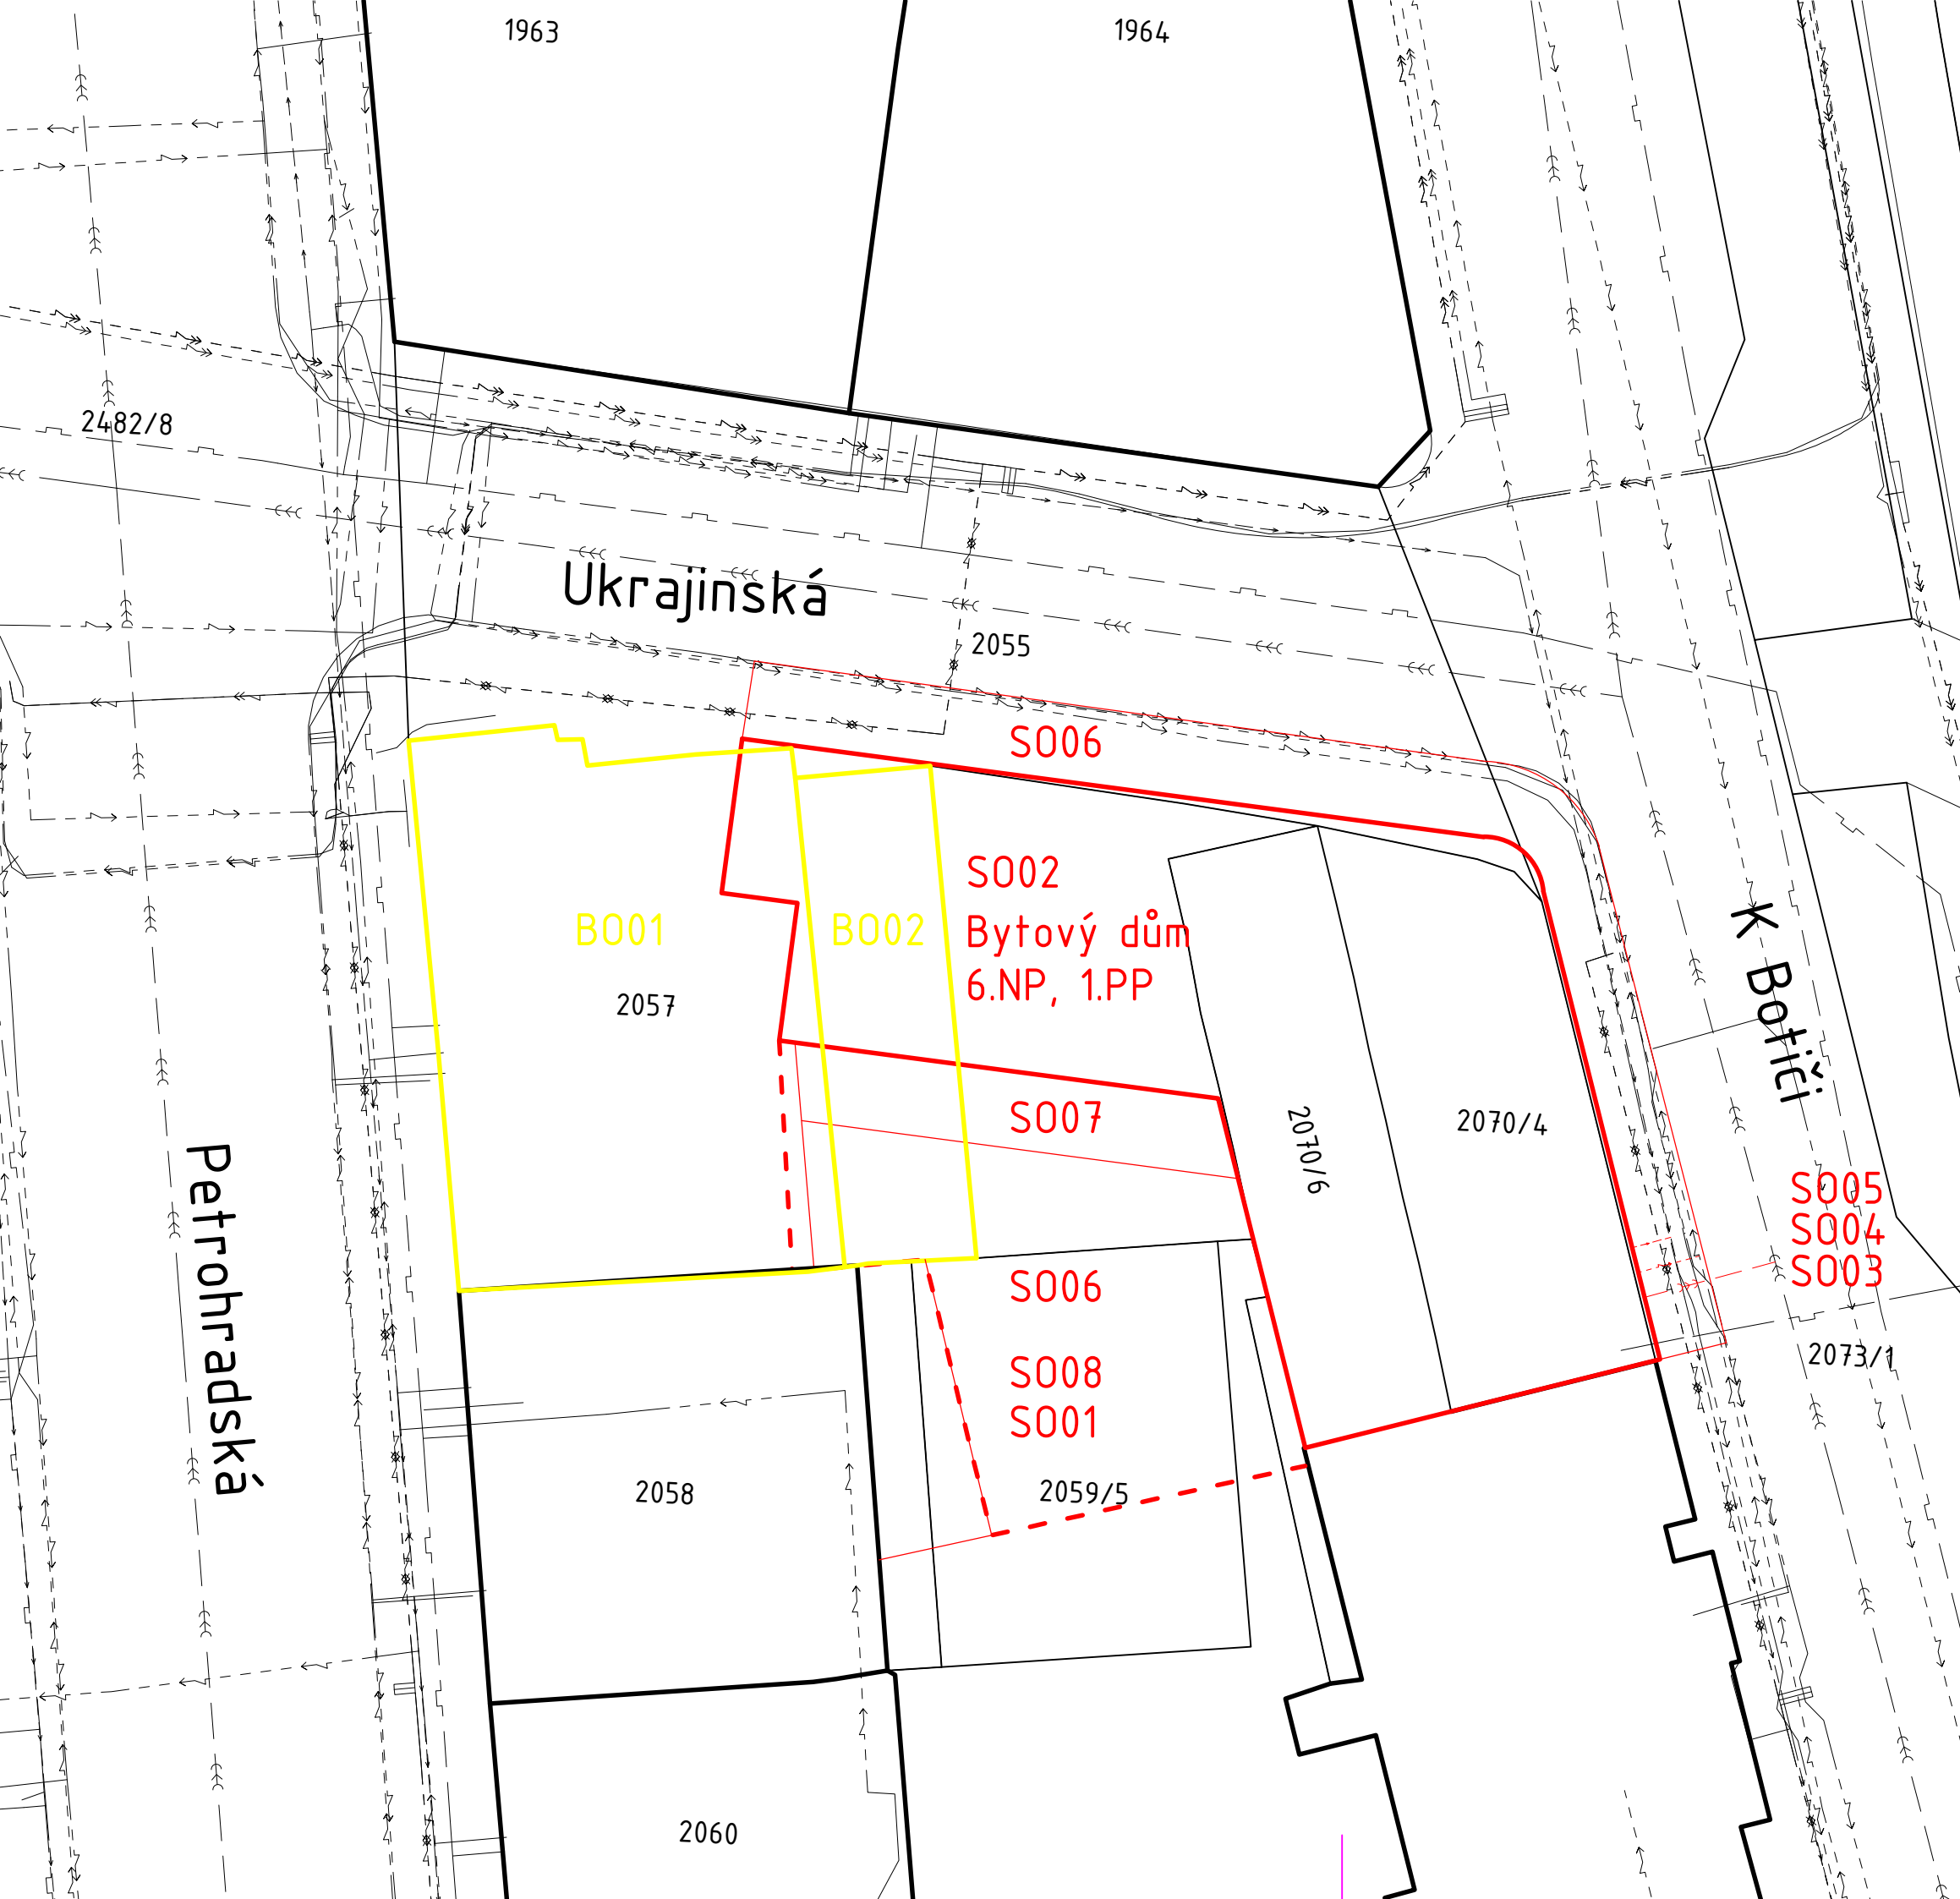 1963
1964
2482/8
Ukrajinská
2055
SO06
SO02
Bytový dům
6.NP, 1.PP
BO01
BO02
2057
K Botiči
SO07
2070/6
2070/4
Petrohradská
SO05
SO04
SO03
SO06
SO08
SO01
2073/1
2058
2059/5
2060